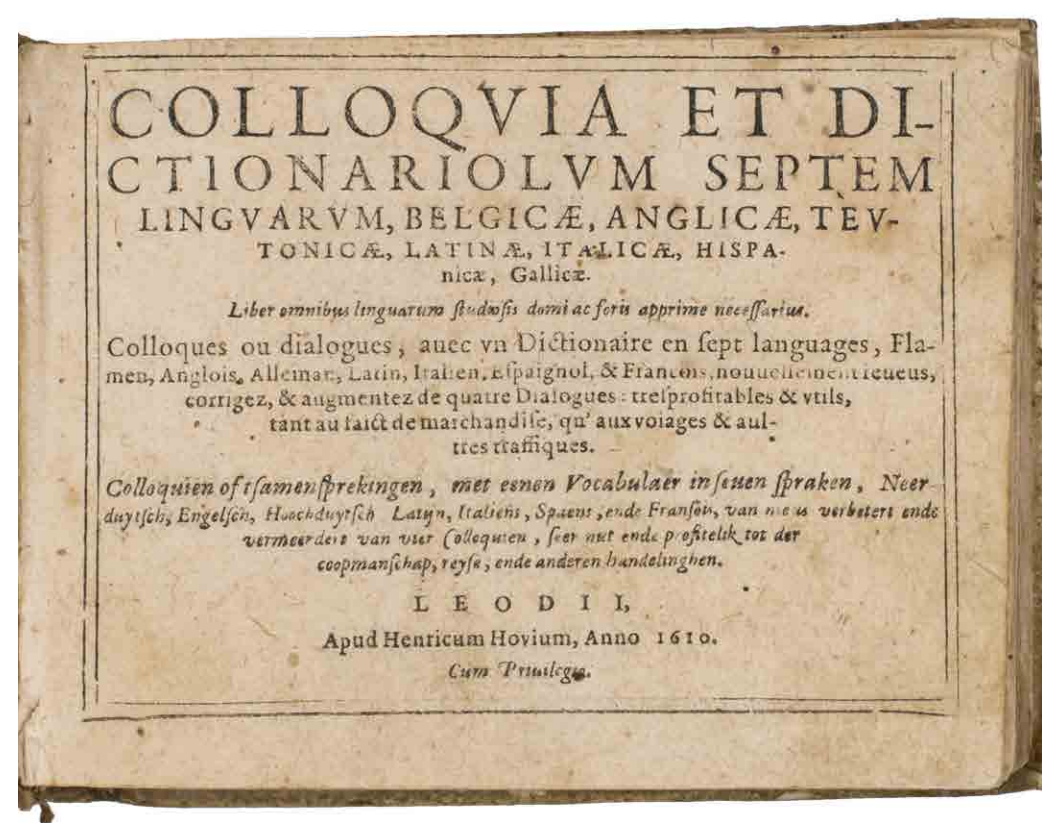 COLLOQVIA ET DI-
CTIONARIOLVM SEPTEM
LINGVARVM, BELGICÆ, ANGLICÆ, TEV-
TONICÆ, LATINÆ, ITALICÆ, HISPA-
nicæ, Gallicæ.
Liber omnibus linguarum ſtudioſis domi ac foris apprime neceſſarius.
Colloques ou dialogues, auec vn Dictionaire en ſept languages, Fla-
men, Anglois, Alleman, Latin, Italien, Eſpaignol, & Francois, nouuellement reueus,
corrigez, & augmentez de quatre Dialogues: treſprofitables & vtils,
tant au faict de marchandiſe, qu' aux voiages & aul-
tres traffiques.
Colloquien oft ſamenſprekingen, met eenen Vocabulaer in ſeuen ſpraken, Neer-
duytſch, Engelſch, Hoochduytſch Latyn, Italiens, Spaens, ende Franſois, van nieus verbetert ende
vermeerdert van vier Colloquien, ſeer nut ende profitelik tot der
coopmanſchap, reyſe, ende anderen handelinghen.
LEODII,
Apud Henricum Hovium, Anno 1610.
Cum Priuilegio.